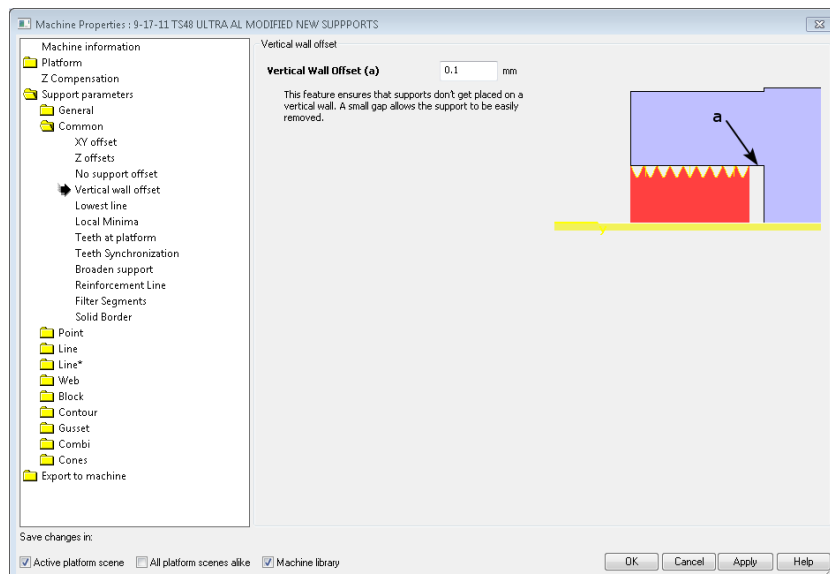 Machine Properties : 9-17-11 TS48 ULTRA AL MODIFIED NEW SUPPPORTS
Machine information
Platform
Z Compensation
Support parameters
General
Common
XY offset
Z offsets
No support offset
Vertical wall offset
Lowest line
Local Minima
Teeth at platform
Teeth Synchronization
Broaden support
Reinforcement Line
Filter Segments
Solid Border
Point
Line
Line*
Web
Block
Contour
Gusset
Combi
Cones
Export to machine
Vertical wall offset
Vertical Wall Offset (a) 0.1 mm
This feature ensures that supports don't get placed on a
vertical wall. A small gap allows the support to be easily
removed.
a
Save changes in:
Active platform scene All platform scenes alike Machine library
OK Cancel Apply Help